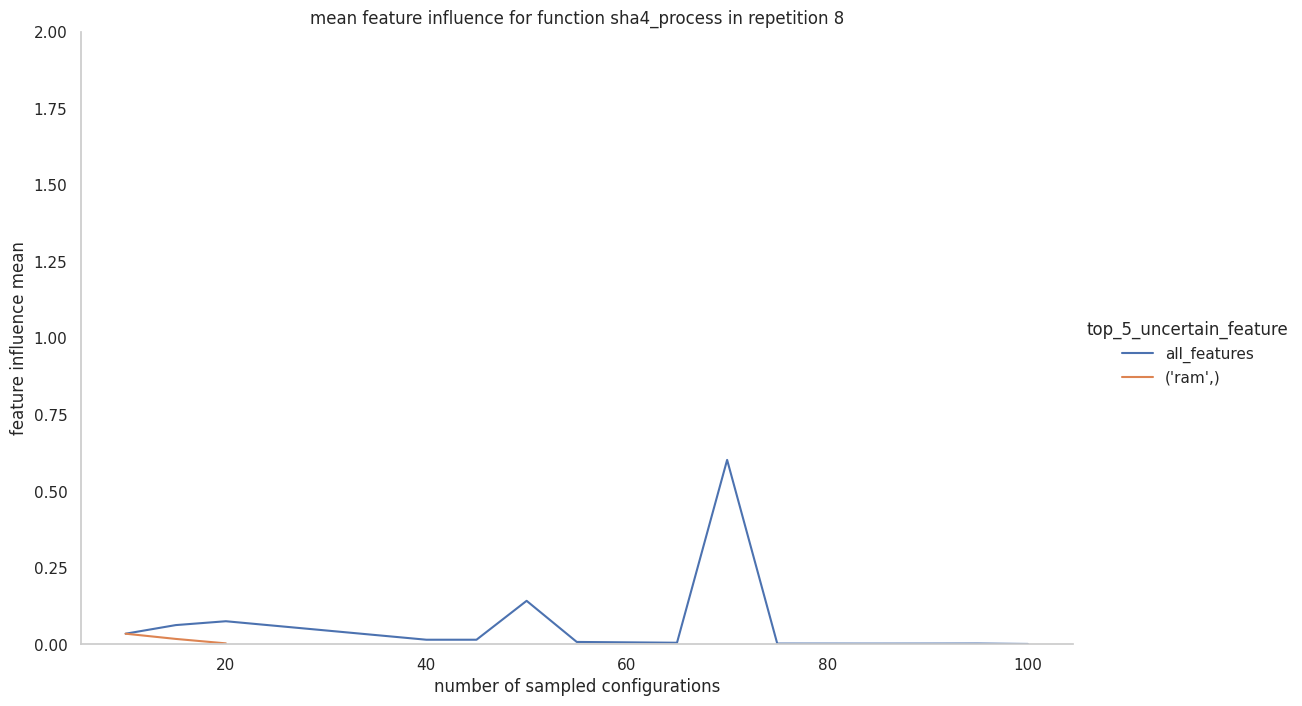 mean feature influence for function sha4_process in repetition 8
2.00
1.75
1.50
1.25
1.00
0.75
0.50
0.25
0.00
feature influence mean
20 40 60 80 100
number of sampled configurations
top_5_uncertain_feature
all_features
('ram',)